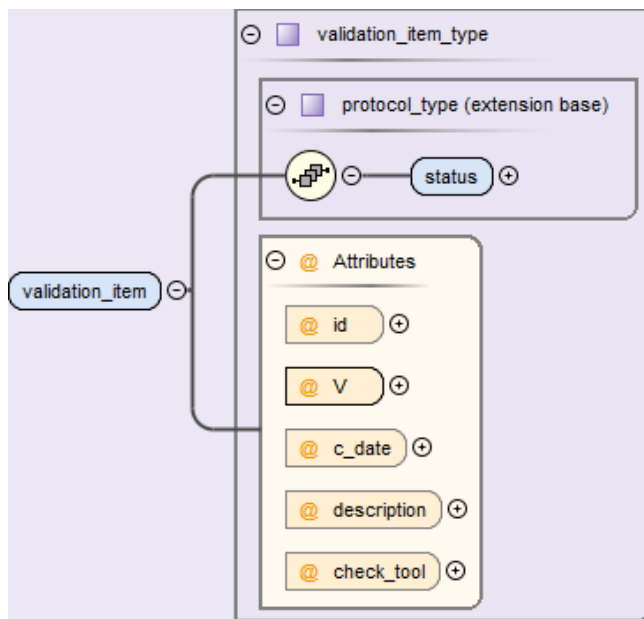 validation_item_type
protocol_type (extension base)
status
validation_item
@ Attributes
@ id
@ V
@ c_date
@ description
@ check_tool